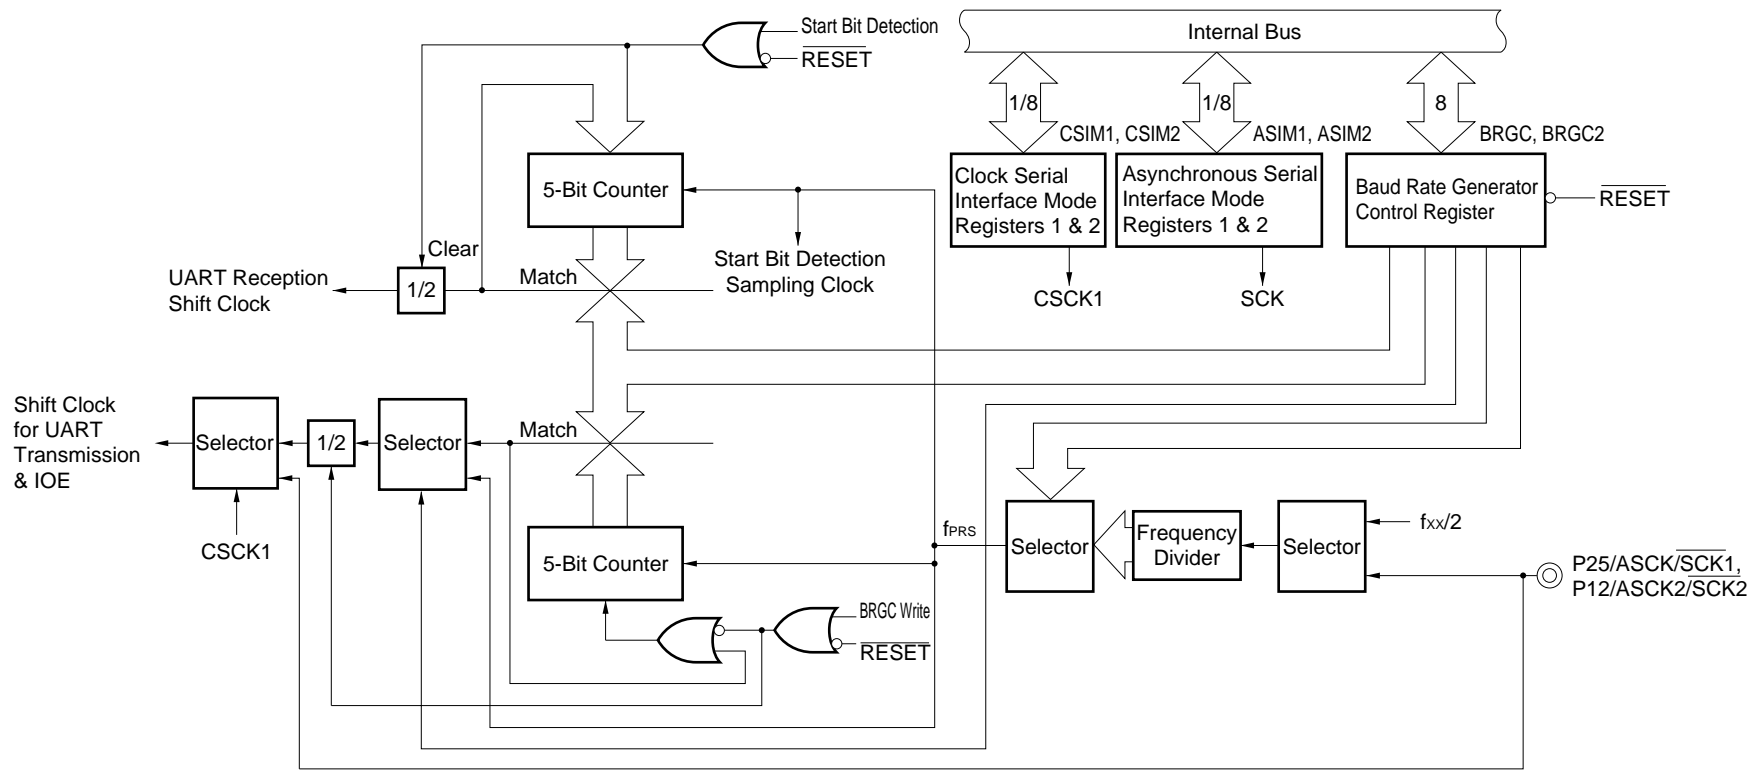 Start Bit Detection
RESET
Internal Bus
1/8
1/8
8
CSIM1, CSIM2
ASIM1, ASIM2
BRGC, BRGC2
5-Bit Counter
Clock Serial
Interface Mode
Registers 1 & 2
Asynchronous Serial
Interface Mode
Registers 1 & 2
Baud Rate Generator
Control Register
RESET
Clear
UART Reception
Shift Clock
1/2
Match
Start Bit Detection
Sampling Clock
CSCK1
SCK
Shift Clock
for UART
Transmission
& IOE
Selector
1/2
Selector
Match
CSCK1
5-Bit Counter
fPRS
Selector
Frequency
Divider
Selector
fXX/2
P25/ASCK/SCK1,
P12/ASCK2/SCK2
BRGC Write
RESET